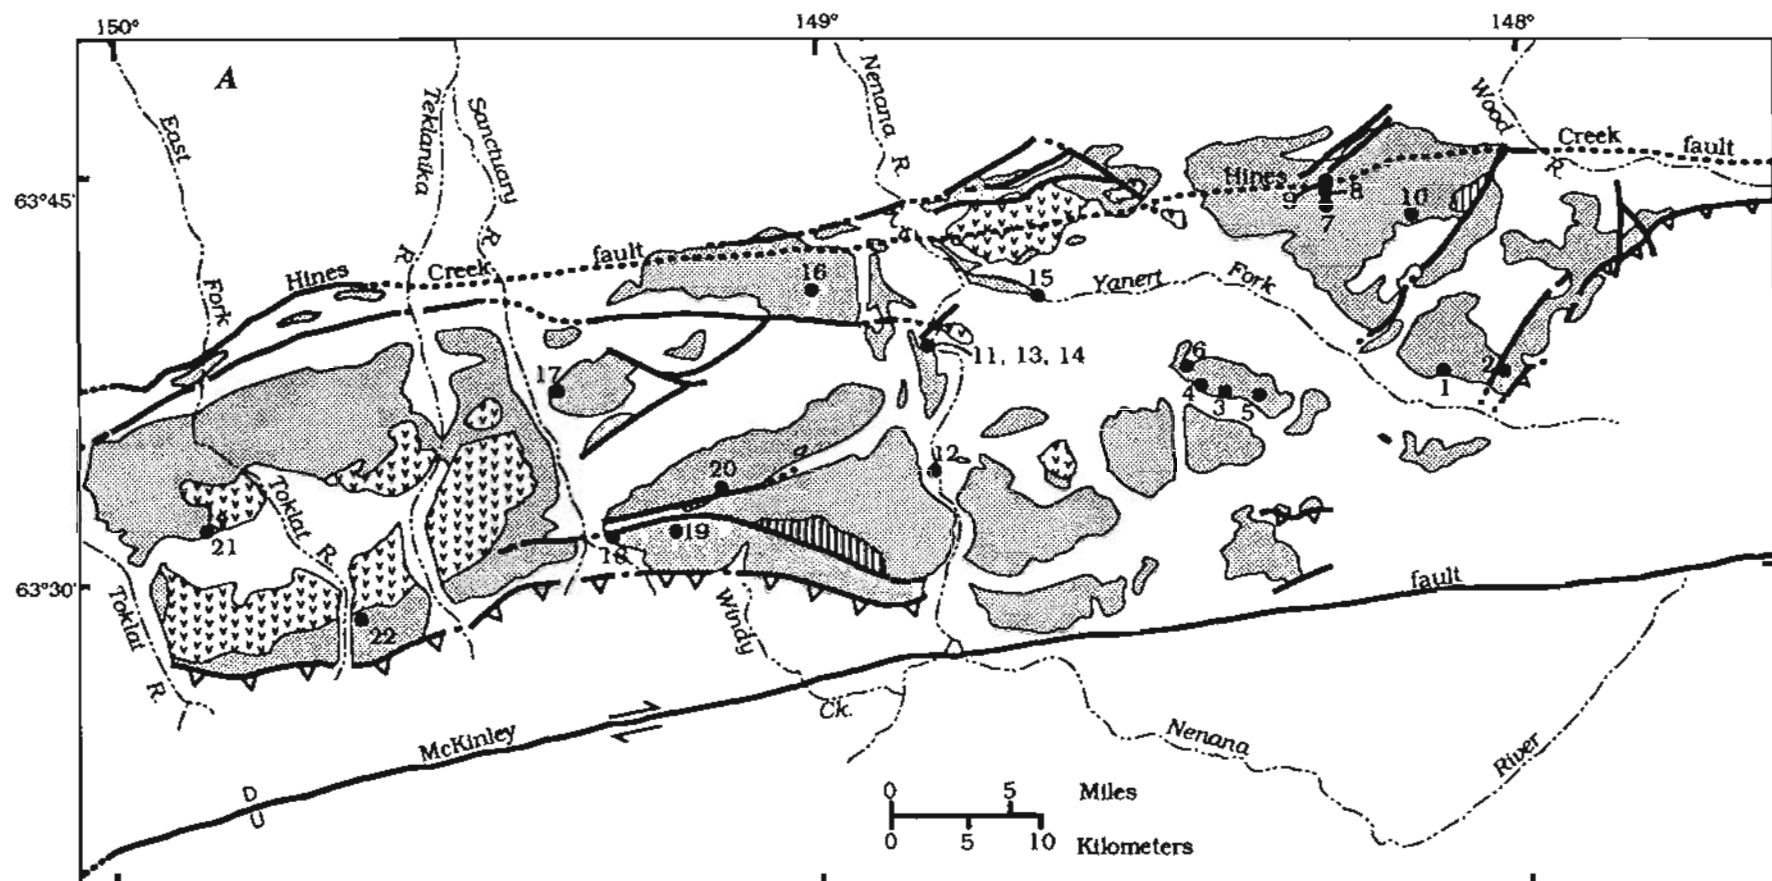 150°
149°
148°
A
East
Fork
Teklanika
R.
Sanctuary
R.
Nenana
R.
Wood
R.
Creek
fault
63°45'
Hines
9
8
7
10
Hines
Creek
fault
16
15
Yanert
Fork
11, 13, 14
17
6
4
3
5
1
2
12
20
19
18
21
Toklat
R.
63°30'
Toklat
R.
22
Windy
Ck.
fault
McKinley
D
U
Nenana
River
0 5 Miles
0 5 10 Kilometers